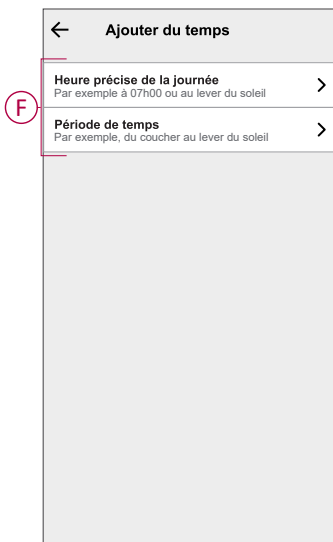 Ajouter du temps
Heure précise de la journée
Par exemple à 07h00 ou au lever du soleil
F
Période de temps
Par exemple, du coucher au lever du soleil